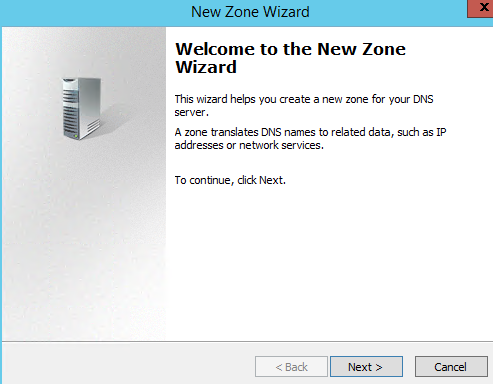 New Zone Wizard
x
Welcome to the New Zone
Wizard
This wizard helps you create a new zone for your DNS
server.
A zone translates DNS names to related data, such as IP
addresses or network services.
To continue, click Next.
< Back
Next >
Cancel